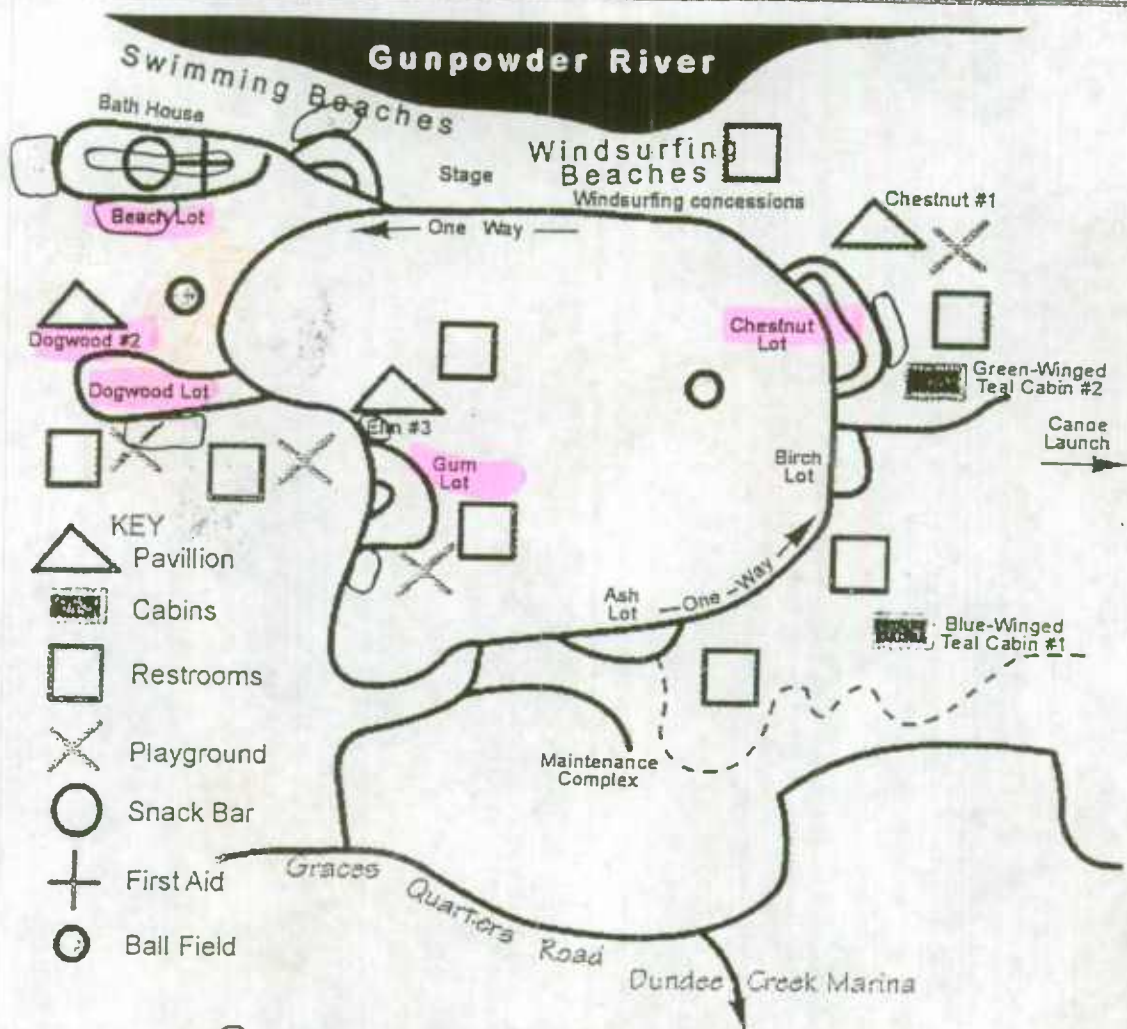 Gunpowder River
Swimming Beaches
Bath House
Windsurfing
Beaches
Stage
Windsurfing concessions
Chestnut #1
Beach Lot
One Way
Dogwood #2
Chestnut
Lot
Dogwood Lot
Green-Winged
Teal Cabin #2
Elm #3
Canoe
Launch
Gum
Lot
Birch
Lot
KEY
Pavillion
Cabins
Ash
Lot
One-Way
Blue-Winged
Teal Cabin #1
Restrooms
Playground
Maintenance
Complex
Snack Bar
First Aid
Graces Quarters Road
Ball Field
Dundee Creek Marina